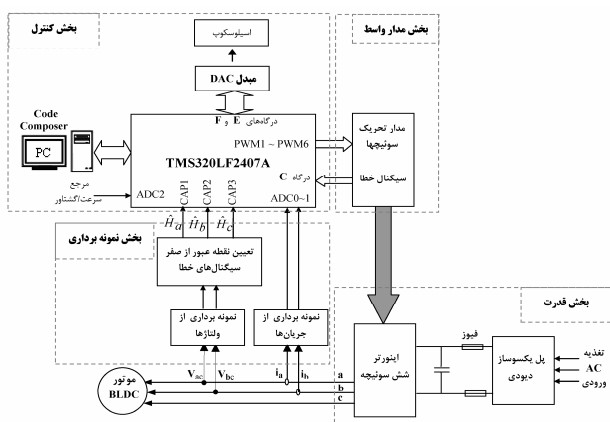 بخش کنترل
اسیلوسکوپ
مبدل DAC
درگاه‌های E و F
Code
Composer
PC
TMS320LF2407A
PWM1 ~ PWM6
درگاه C
ADC0~1
ADC2
CAP1
CAP2
CAP3
مرجع
سرعت/گشتاور
بخش مدار واسط
مدار تحریک
سوئیچها
سیگنال خطا
Ĥa Ĥb Ĥc
بخش نمونه برداری
تعیین نقطه عبور از صفر
سیگنال‌های خطا
نمونه برداری از
ولتاژها
نمونه برداری از
جریان‌ها
بخش قدرت
اینورتر
شش سوئیچه
فیوز
پل یکسوساز
دیودی
تغذیه
AC
ورودی
Vac
Vbc
ia
ib
a
b
c
موتور
BLDC